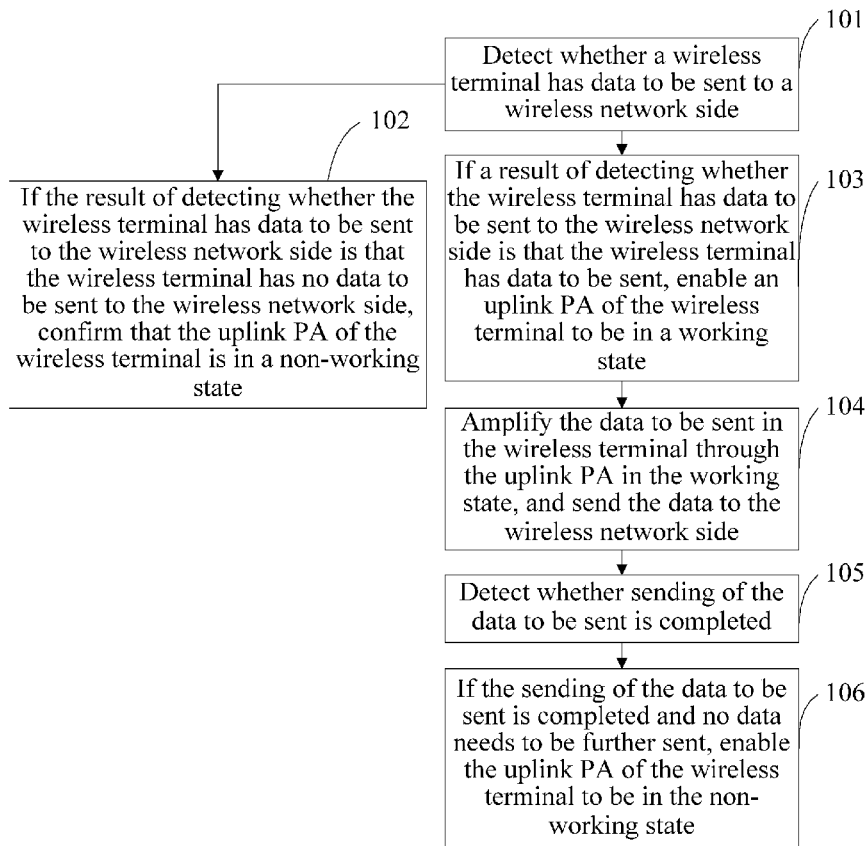 101
Detect whether a wireless
terminal has data to be sent to a
wireless network side
102
If the result of detecting whether the
wireless terminal has data to be sent
to the wireless network side is that
the wireless terminal has no data to
be sent to the wireless network side,
confirm that the uplink PA of the
wireless terminal is in a non-working
state
103
If a result of detecting whether
the wireless terminal has data to
be sent to the wireless network
side is that the wireless terminal
has data to be sent, enable an
uplink PA of the wireless
terminal to be in a working
state
104
Amplify the data to be sent in
the wireless terminal through
the uplink PA in the working
state, and send the data to the
wireless network side
105
Detect whether sending of the
data to be sent is completed
106
If the sending of the data to be
sent is completed and no data
needs to be further sent, enable
the uplink PA of the wireless
terminal to be in the non-
working state